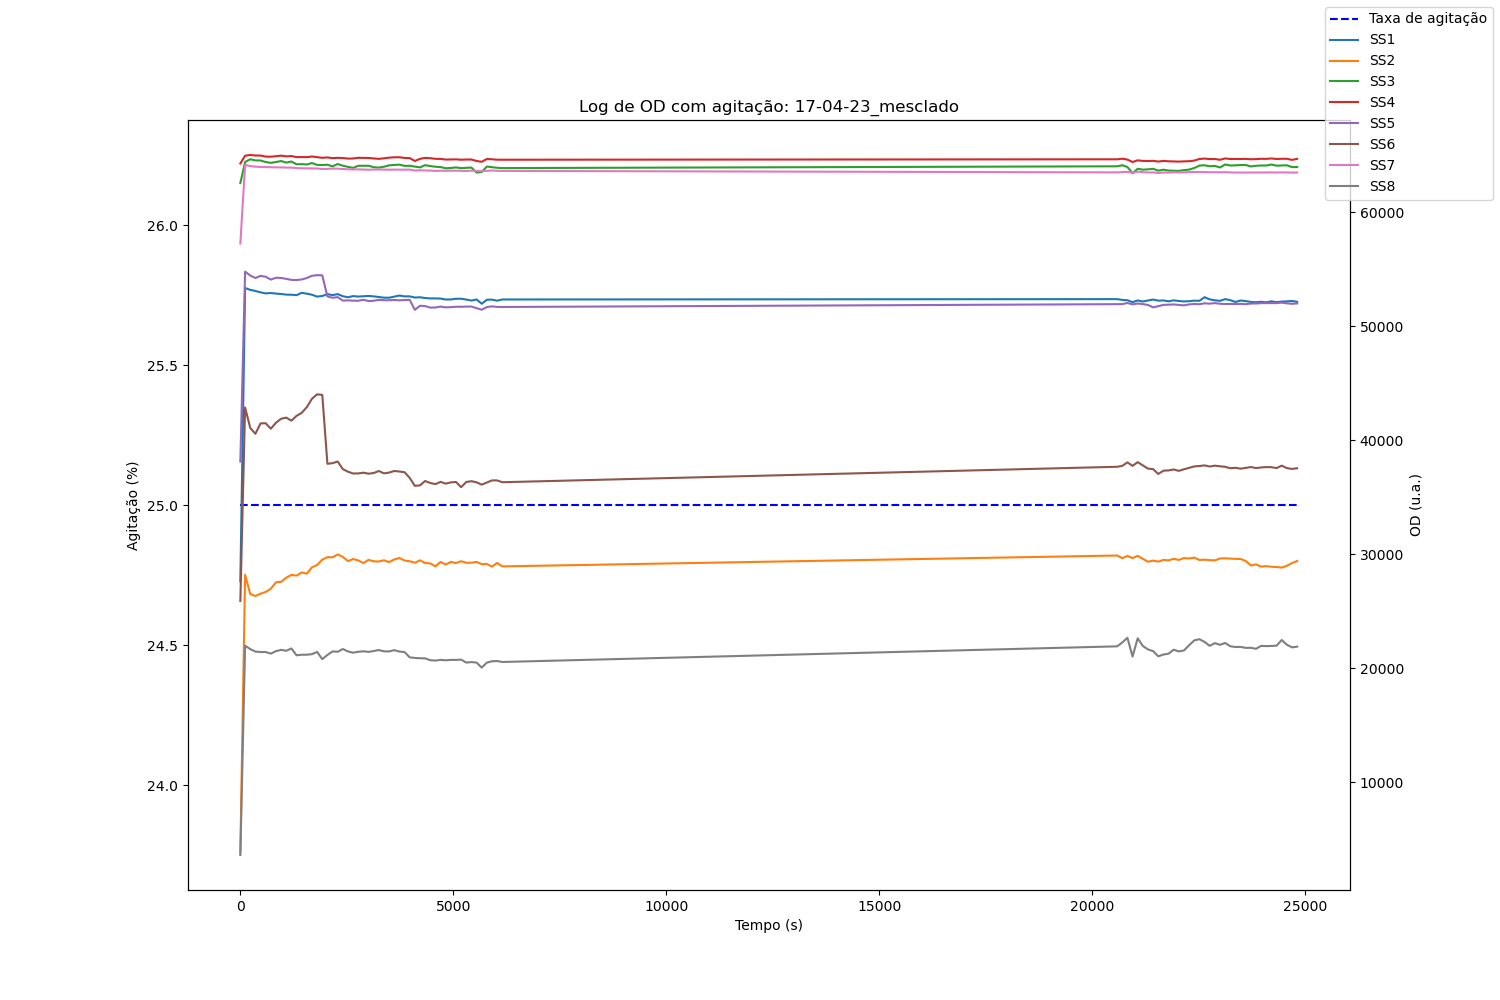 Taxa de agitação
SS1
SS2
SS3
SS4
SS5
SS6
SS7
SS8
Log de OD com agitação: 17-04-23_mesclado
26.0
25.5
25.0
24.5
24.0
Agitação (%)
60000
50000
40000
30000
20000
10000
OD (u.a.)
0 5000 10000 15000 20000 25000
Tempo (s)